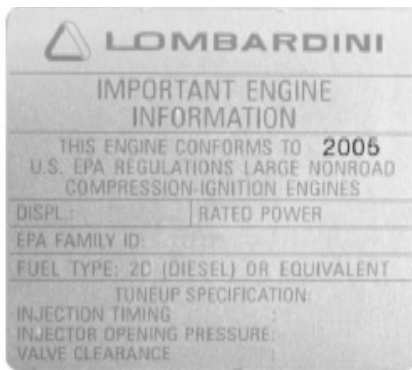 LOMBARDINI
IMPORTANT ENGINE
INFORMATION
THIS ENGINE CONFORMS TO 2005
U.S. EPA REGULATIONS LARGE NONROAD
COMPRESSION-IGNITION ENGINES
DISPL.: RATED POWER
EPA FAMILY ID:
FUEL TYPE: 2D (DIESEL) OR EQUIVALENT
TUNEUP SPECIFICATION:
INJECTION TIMING :
INJECTOR OPENING PRESSURE:
VALVE CLEARANCE :